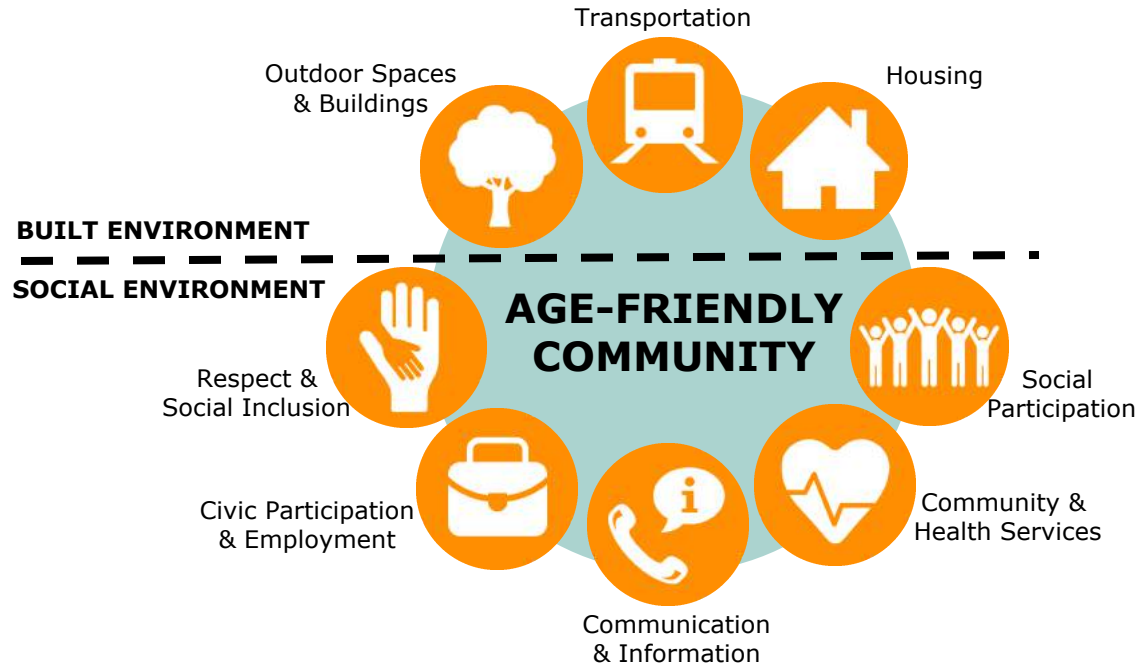 Transportation
Outdoor Spaces
& Buildings
Housing
BUILT ENVIRONMENT
SOCIAL ENVIRONMENT
AGE-FRIENDLY
COMMUNITY
Respect &
Social Inclusion
Social
Participation
Civic Participation
& Employment
i
Community &
Health Services
Communication
& Information